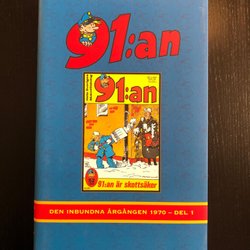 91:an
91:an
91:an är skottsäker
DEN INBUNDNA ÅRGÅNGEN 1970 – DEL 1